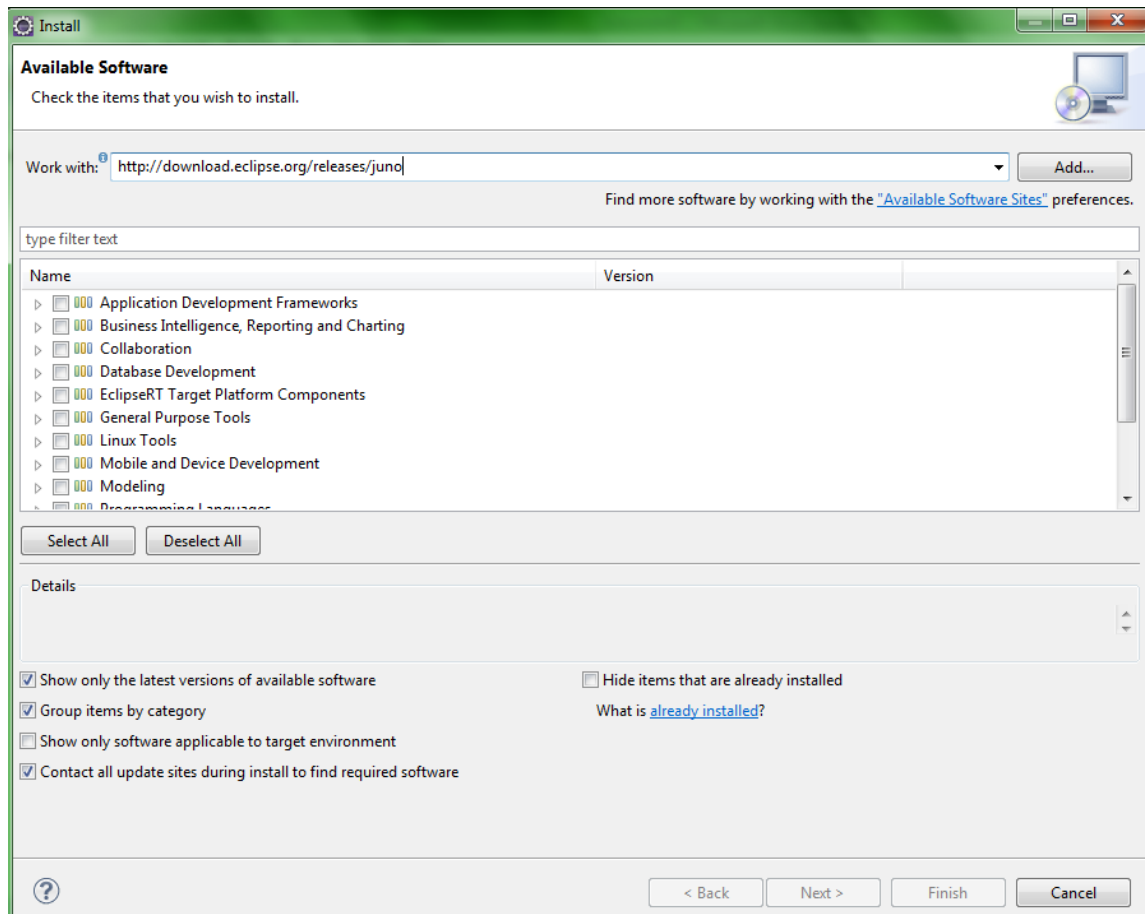 Install
Available Software
Check the items that you wish to install.
Work with: http://download.eclipse.org/releases/juno Add...
Find more software by working with the "Available Software Sites" preferences.
type filter text
Name Version
Application Development Frameworks
Business Intelligence, Reporting and Charting
Collaboration
Database Development
EclipseRT Target Platform Components
General Purpose Tools
Linux Tools
Mobile and Device Development
Modeling
Programming Languages
Select All Deselect All
Details
Show only the latest versions of available software Hide items that are already installed
Group items by category What is already installed?
Show only software applicable to target environment
Contact all update sites during install to find required software
< Back Next > Finish Cancel